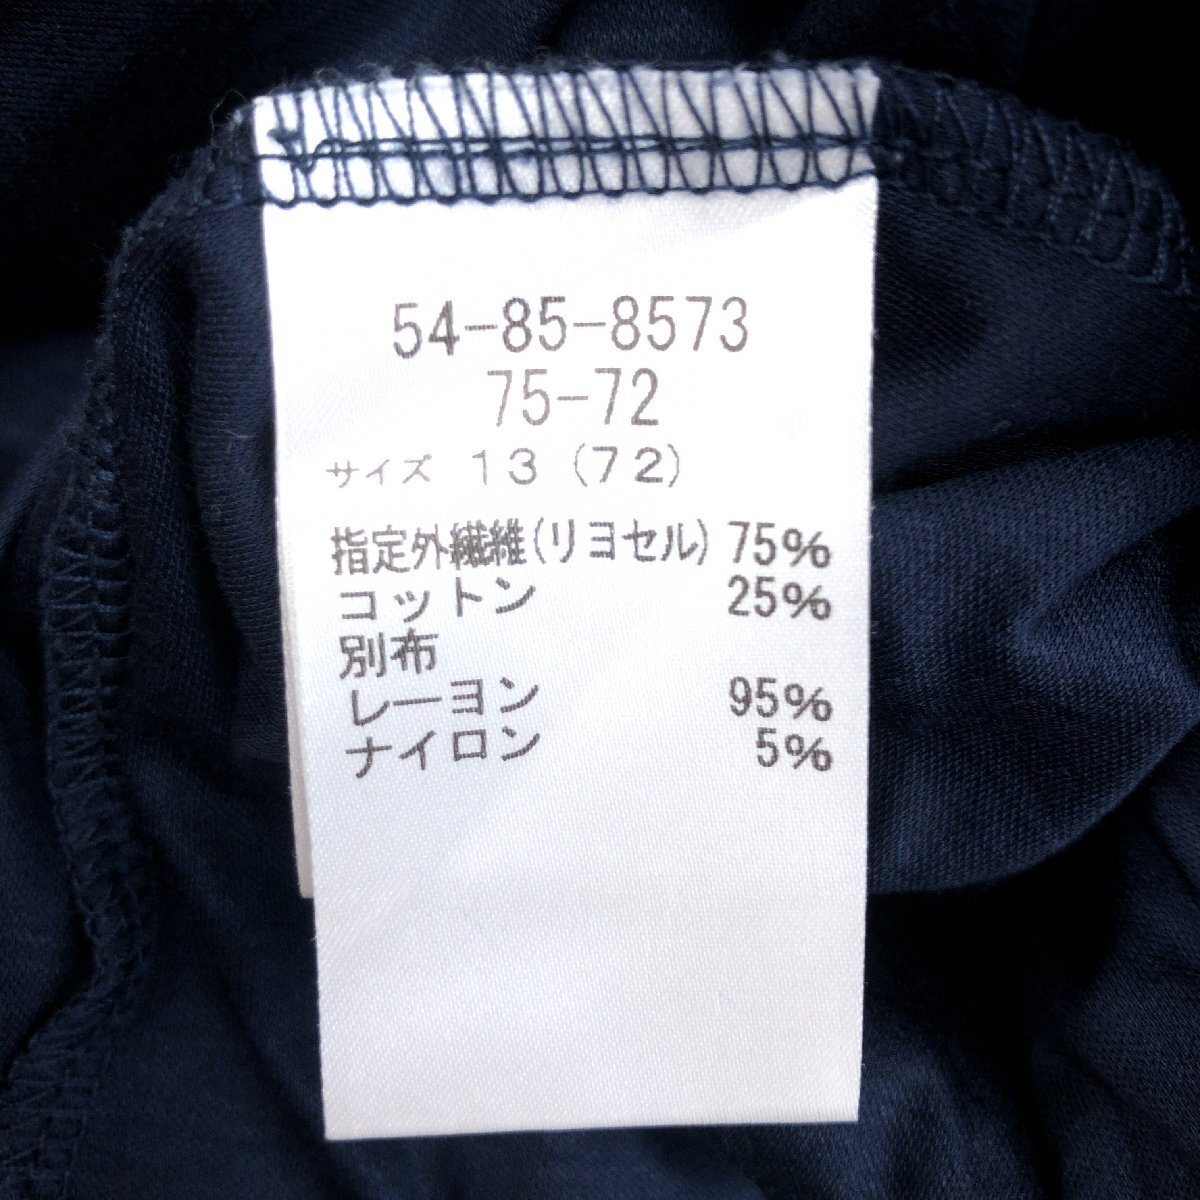 54-85-8573
75-72
サイズ 13 (72)
指定外繊維(リヨセル) 75%
コットン 25%
別布
レーヨン 95%
ナイロン 5%